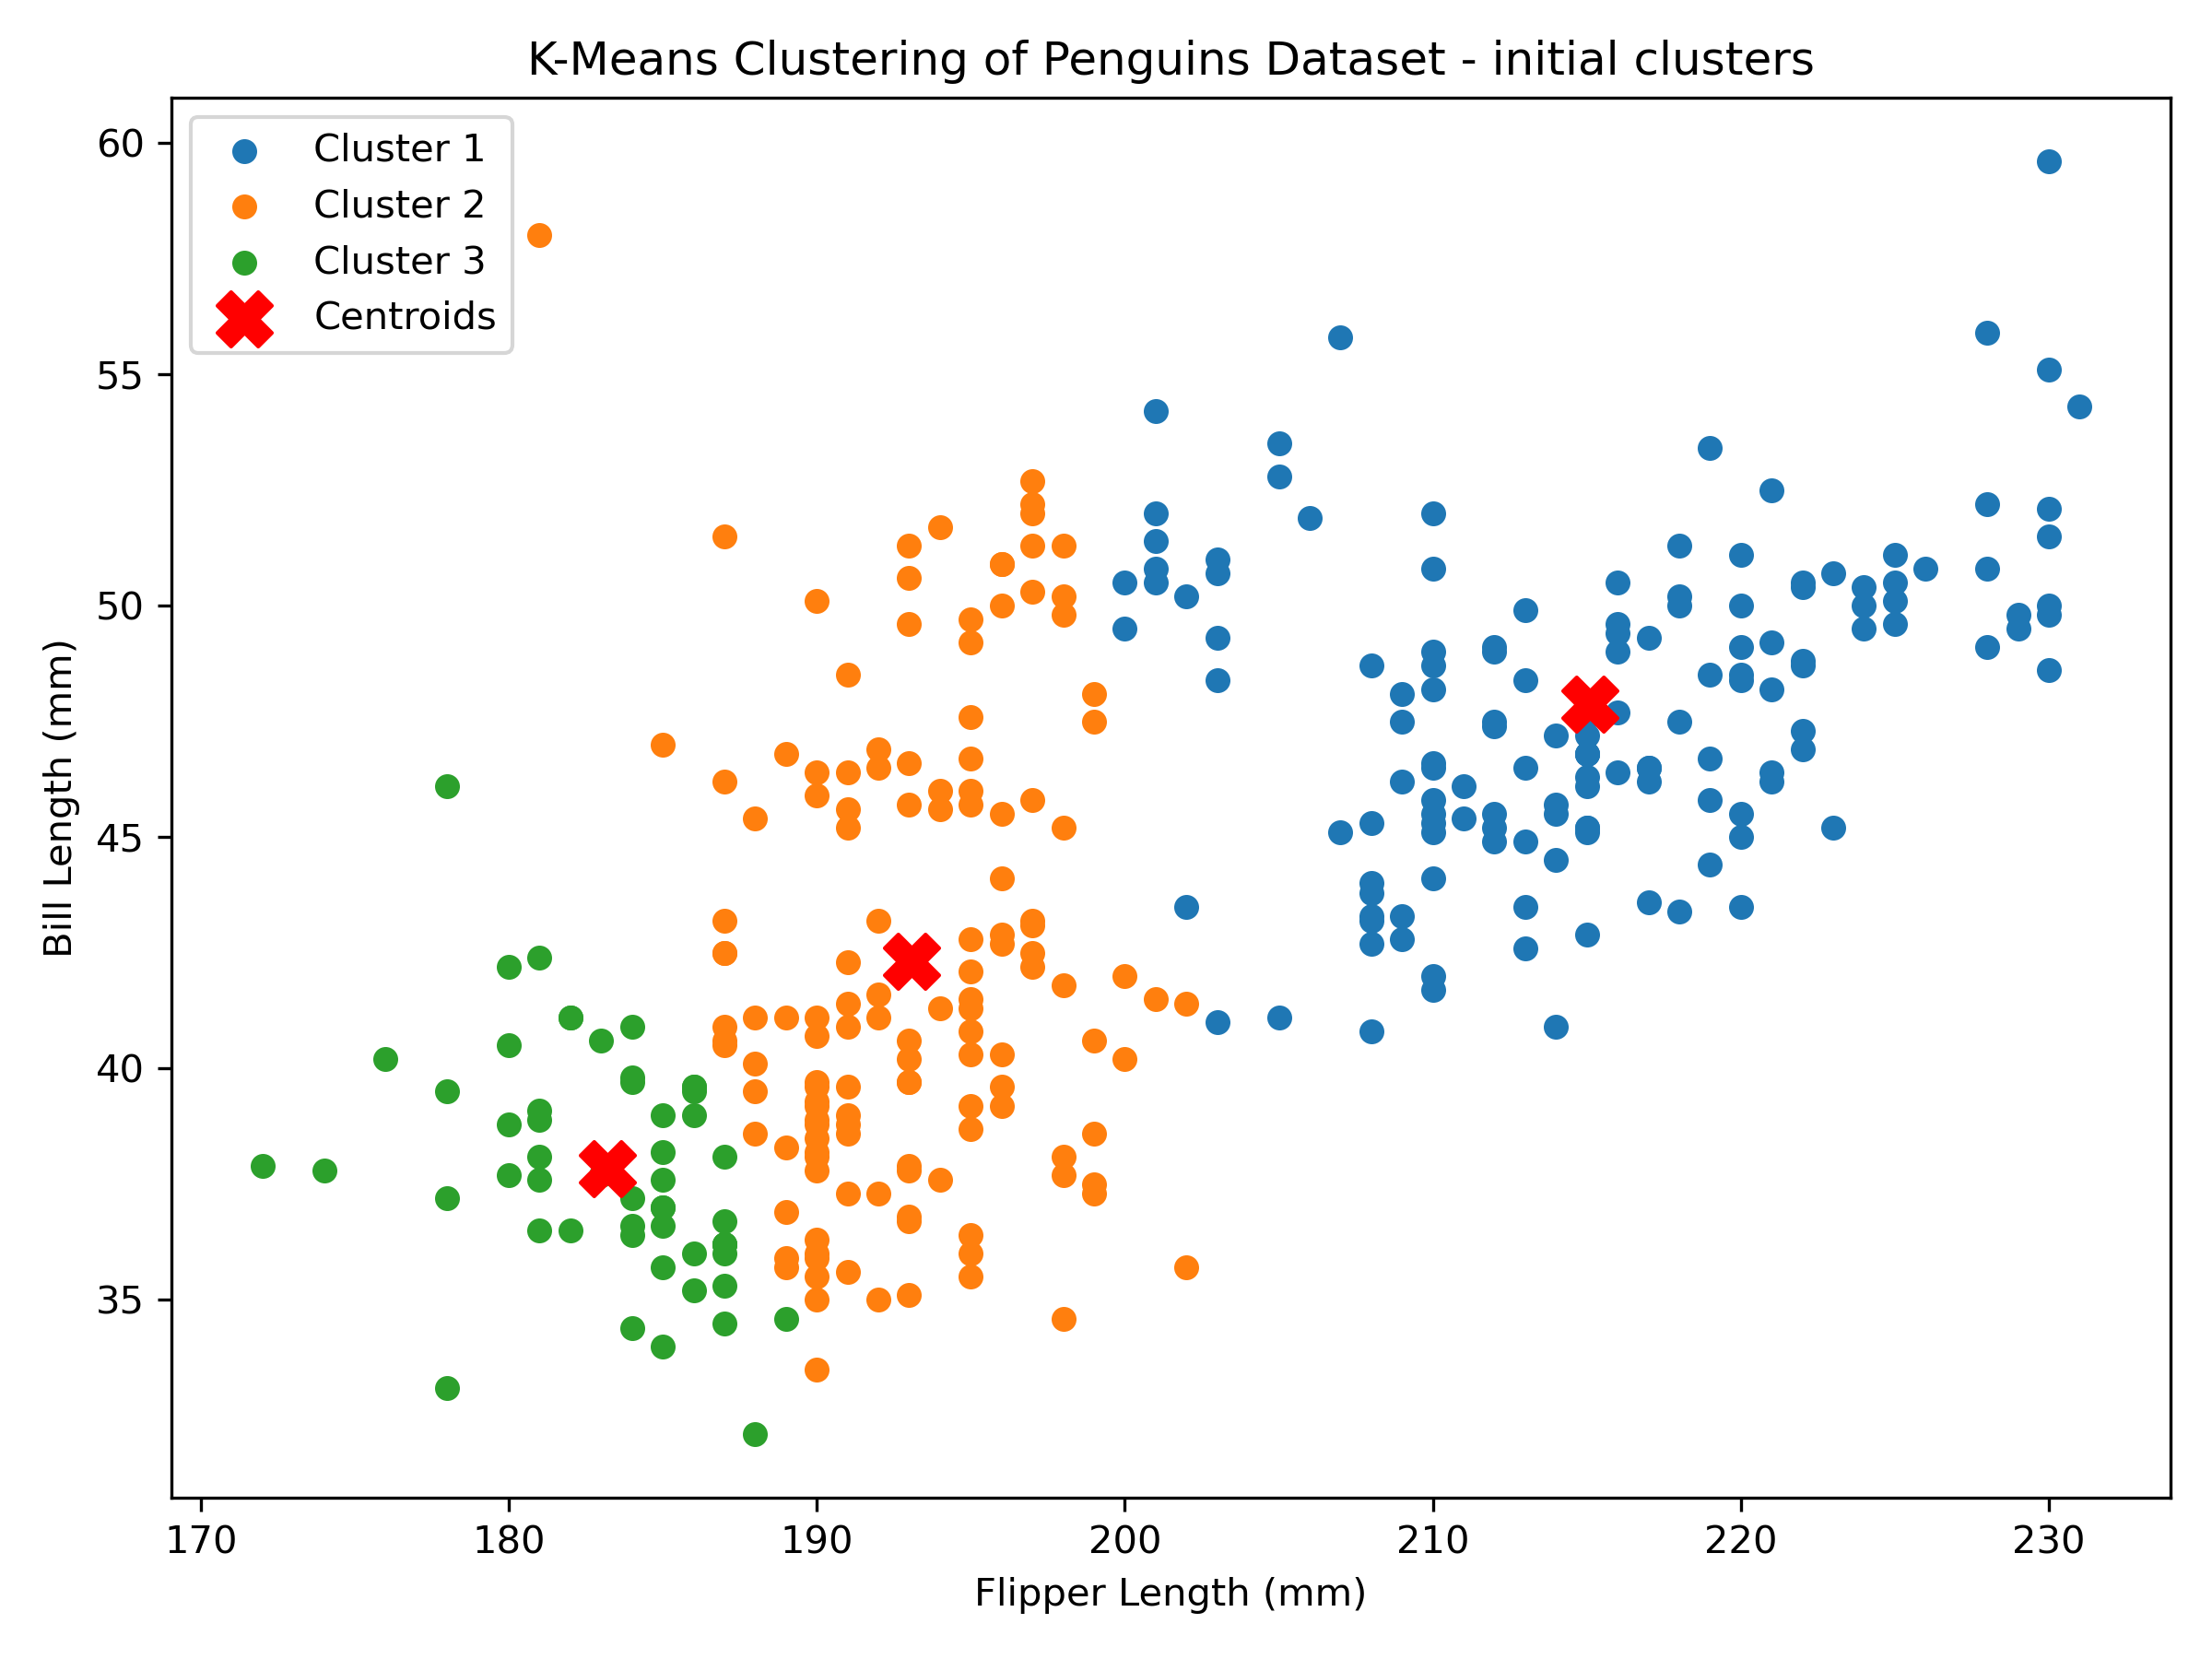 K-Means Clustering of Penguins Dataset - initial clusters
Cluster 1
Cluster 2
Cluster 3
Centroids
60
55
50
45
40
35
Bill Length (mm)
170 180 190 200 210 220 230
Flipper Length (mm)